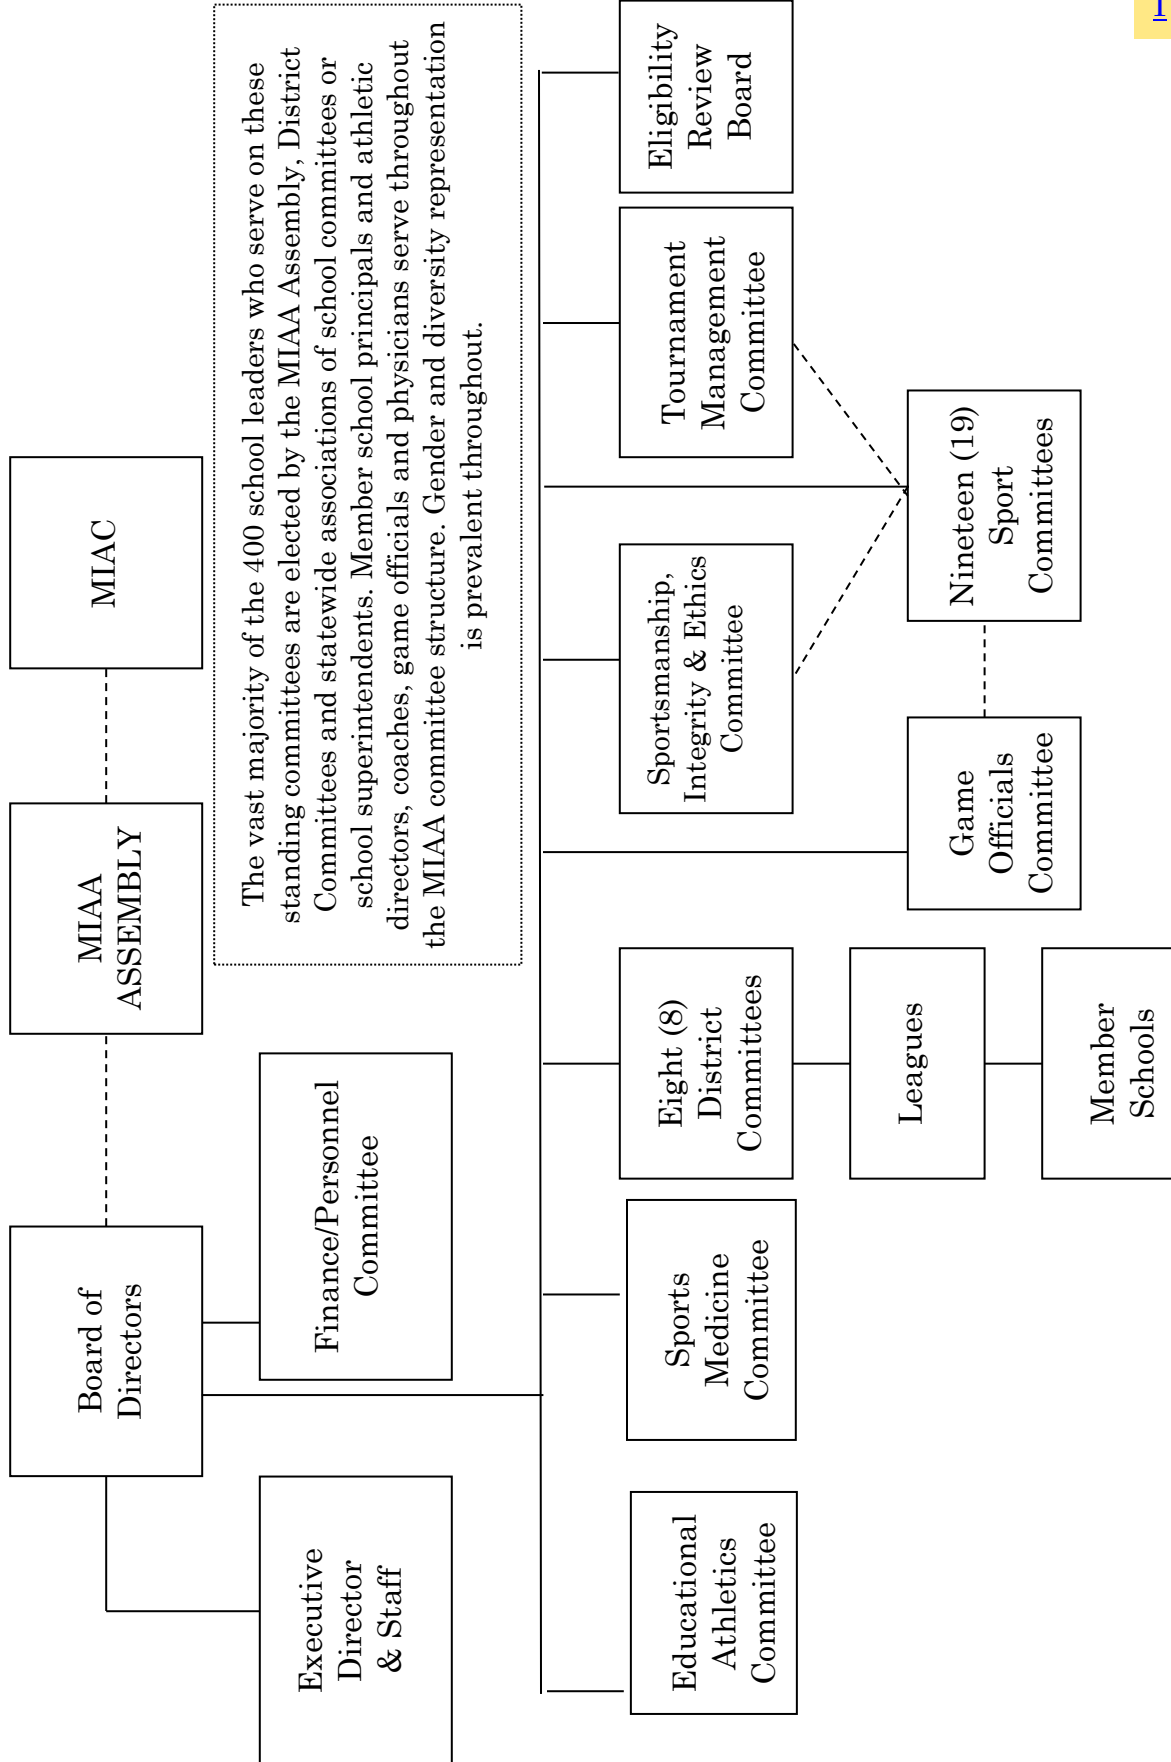 Board of
Directors
MIAA
ASSEMBLY
MIAC
Executive
Director
& Staff
Finance/Personnel
Committee
The vast majority of the 400 school leaders who serve on these
standing committees are elected by the MIAA Assembly, District
Committees and statewide associations of school committees or
school superintendents. Member school principals and athletic
directors, coaches, game officials and physicians serve throughout
the MIAA committee structure. Gender and diversity representation
is prevalent throughout.
Educational
Athletics
Committee
Sports
Medicine
Committee
Eight (8)
District
Committees
Sportsmanship,
Integrity & Ethics
Committee
Tournament
Management
Committee
Eligibility
Review
Board
Leagues
Game
Officials
Committee
Nineteen (19)
Sport
Committees
Member
Schools